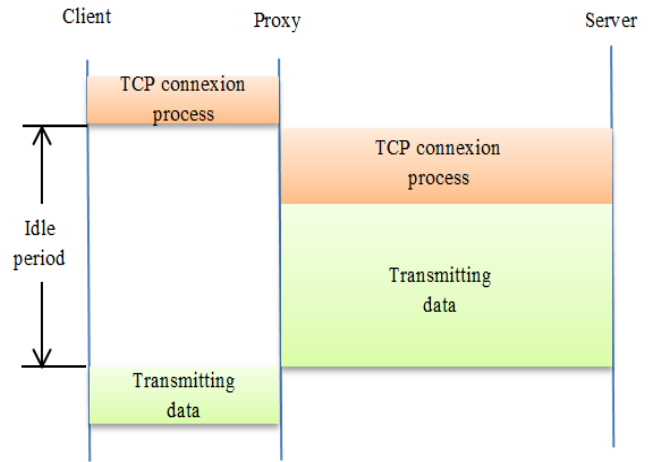 Client
Proxy
Server
TCP connexion
process
TCP connexion
process
Idle
period
Transmitting
data
Transmitting
data